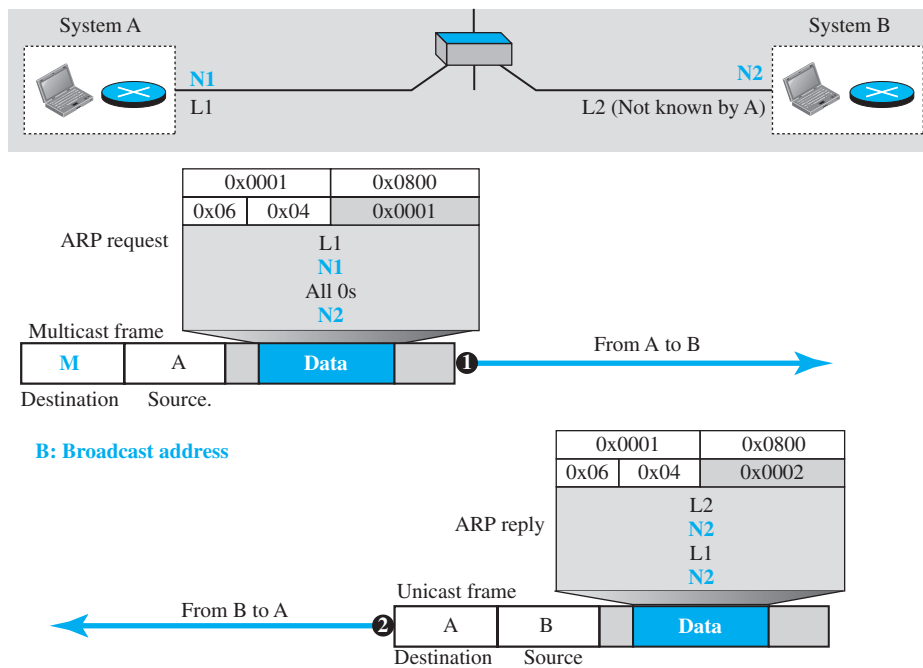 System A
System B
N1
N2
L1
L2 (Not known by A)
0x0001
0x0800
0x06
0x04
0x0001
ARP request
L1
N1
All 0s
N2
Multicast frame
M
A
Data
1
From A to B
Destination
Source.
B: Broadcast address
0x0001
0x0800
0x06
0x04
0x0002
ARP reply
L2
N2
L1
N2
Unicast frame
From B to A
2
A
B
Data
Destination
Source